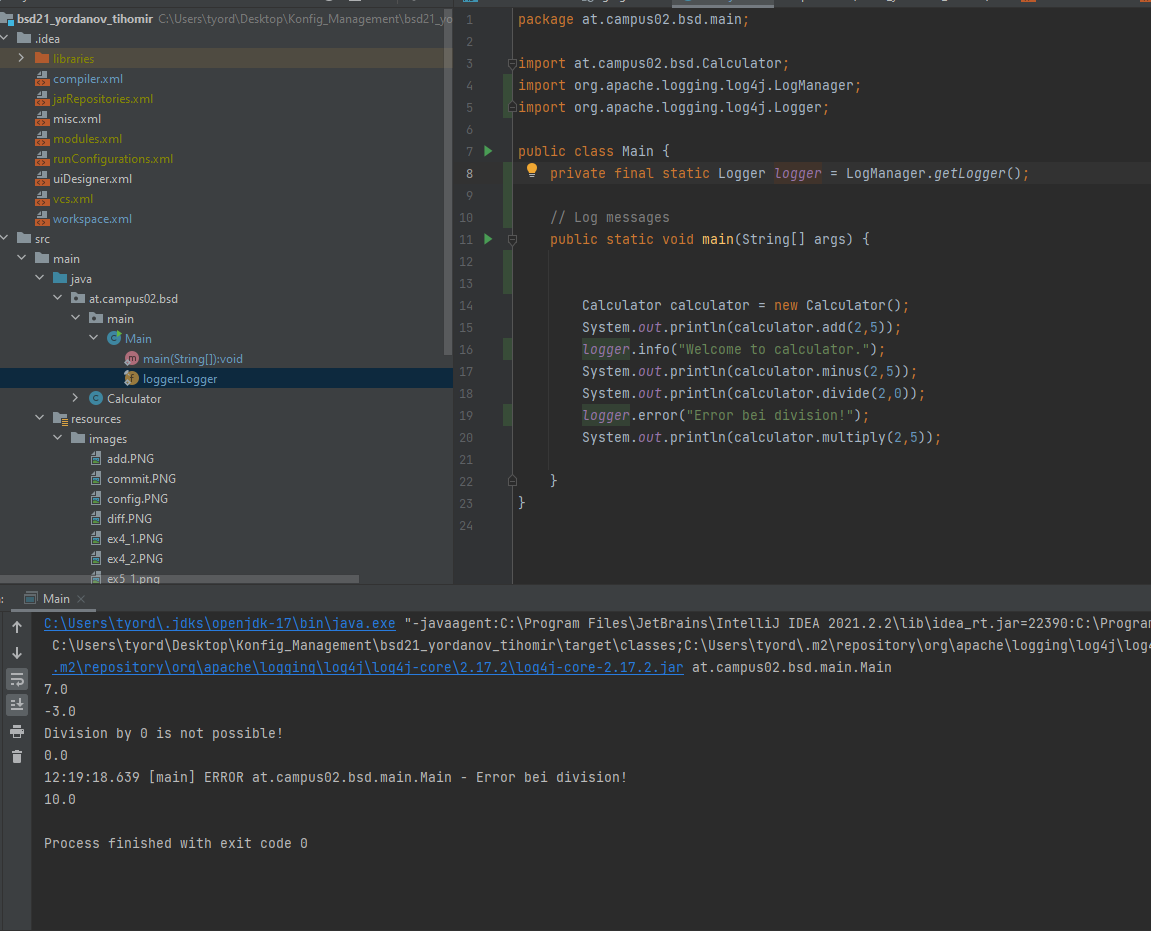 bsd21_yordanov_tihomir C:\Users\tyord\Desktop\Konfig_Management\bsd21_yo
.idea
libraries
compiler.xml
jarRepositories.xml
misc.xml
modules.xml
runConfigurations.xml
uiDesigner.xml
vcs.xml
workspace.xml
src
main
java
at.campus02.bsd
main
Main
main(String[]):void
logger:Logger
Calculator
resources
images
add.PNG
commit.PNG
config.PNG
diff.PNG
ex4_1.PNG
ex4_2.PNG
ex5_1.png
1 package at.campus02.bsd.main;
2
3 import at.campus02.bsd.Calculator;
4 import org.apache.logging.log4j.LogManager;
5 import org.apache.logging.log4j.Logger;
6
7 public class Main {
8 private final static Logger logger = LogManager.getLogger();
9
10 // Log messages
11 public static void main(String[] args) {
12
13
14 Calculator calculator = new Calculator();
15 System.out.println(calculator.add(2,5));
16 logger.info("Welcome to calculator.");
17 System.out.println(calculator.minus(2,5));
18 System.out.println(calculator.divide(2,0));
19 logger.error("Error bei division!");
20 System.out.println(calculator.multiply(2,5));
21
22 }
23 }
24
Main
C:\Users\tyord\.jdks\openjdk-17\bin\java.exe "-javaagent:C:\Program Files\JetBrains\IntelliJ IDEA 2021.2.2\lib\idea_rt.jar=22390:C:\Program
C:\Users\tyord\Desktop\Konfig_Management\bsd21_yordanov_tihomir\target\classes;C:\Users\tyord\.m2\repository\org\apache\logging\log4j\log4
.m2\repository\org\apache\logging\log4j\log4j-core\2.17.2\log4j-core-2.17.2.jar at.campus02.bsd.main.Main
7.0
-3.0
Division by 0 is not possible!
0.0
12:19:18.639 [main] ERROR at.campus02.bsd.main.Main - Error bei division!
10.0
Process finished with exit code 0